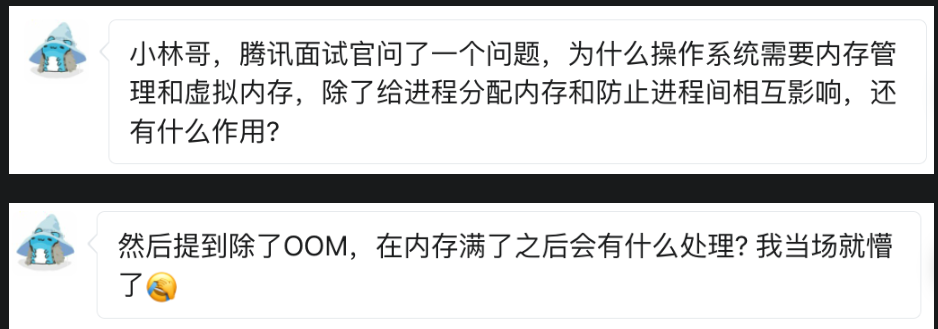 小林哥，腾讯面试官问了一个问题，为什么操作系统需要内存管
理和虚拟内存，除了给进程分配内存和防止进程间相互影响，还
有什么作用?
然后提到除了OOM，在内存满了之后会有什么处理? 我当场就懵
了🤣